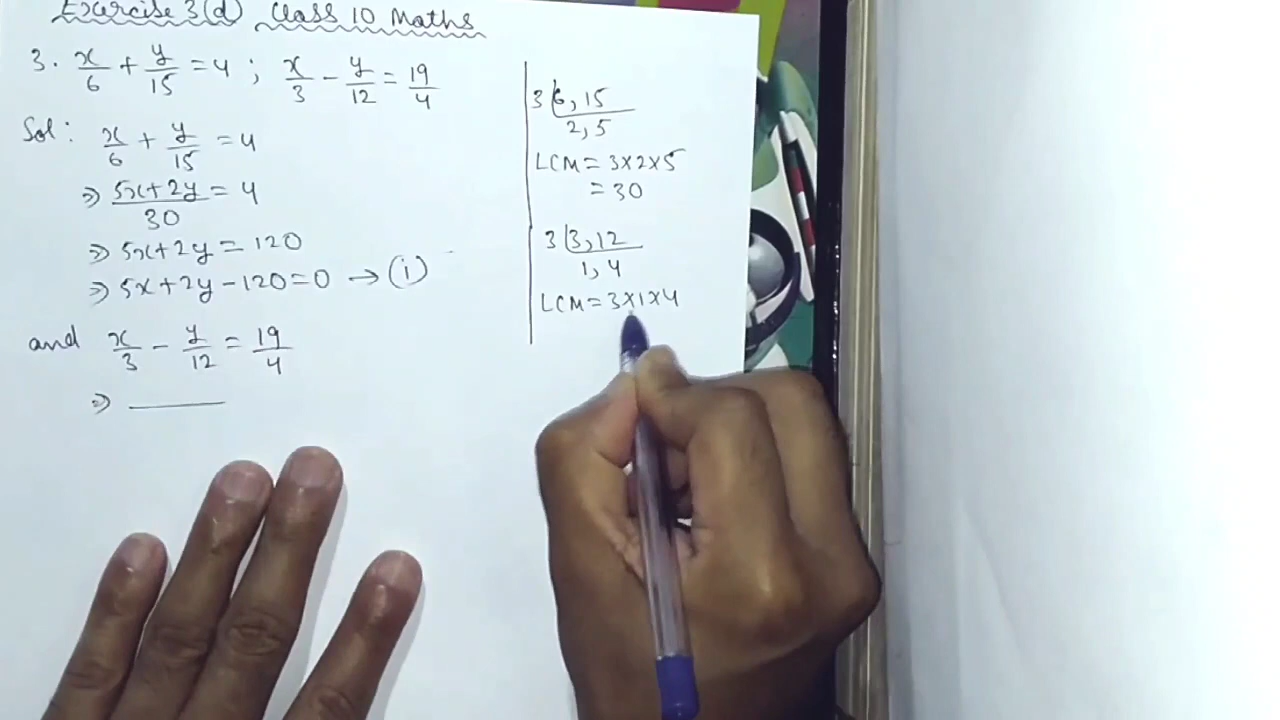 Exercise 3(d) Class 10 Maths
3. x/6 + y/15 = 4 ; x/3 - y/12 = 19/4
Sol: x/6 + y/15 = 4
⇒ 5x+2y/30 = 4
⇒ 5x+2y = 120
⇒ 5x+2y-120=0 → (i)
and x/3 - y/12 = 19/4
⇒
3 6, 15
2, 5
LCM = 3×2×5
= 30
3 3, 12
1, 4
LCM = 3×1×4